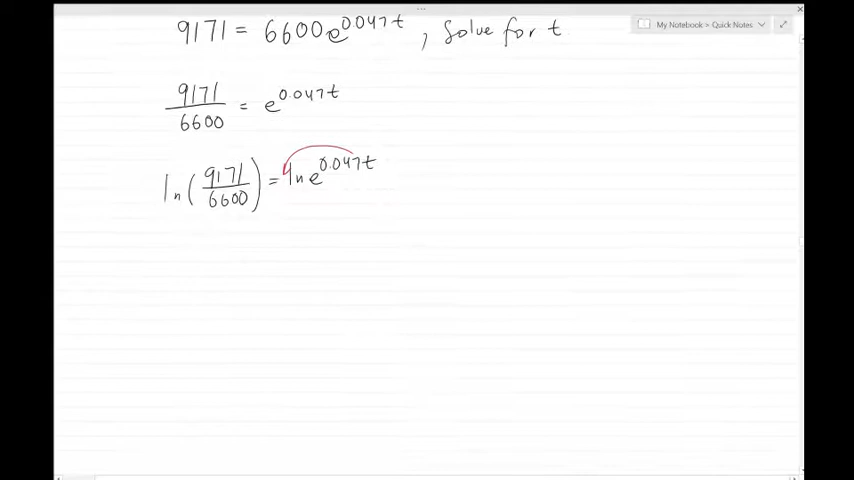 9171 = 6600e^0.047t , Solve for t
My Notebook > Quick Notes
9171/6600 = e^0.047t
ln(9171/6600) = ln e^0.047t